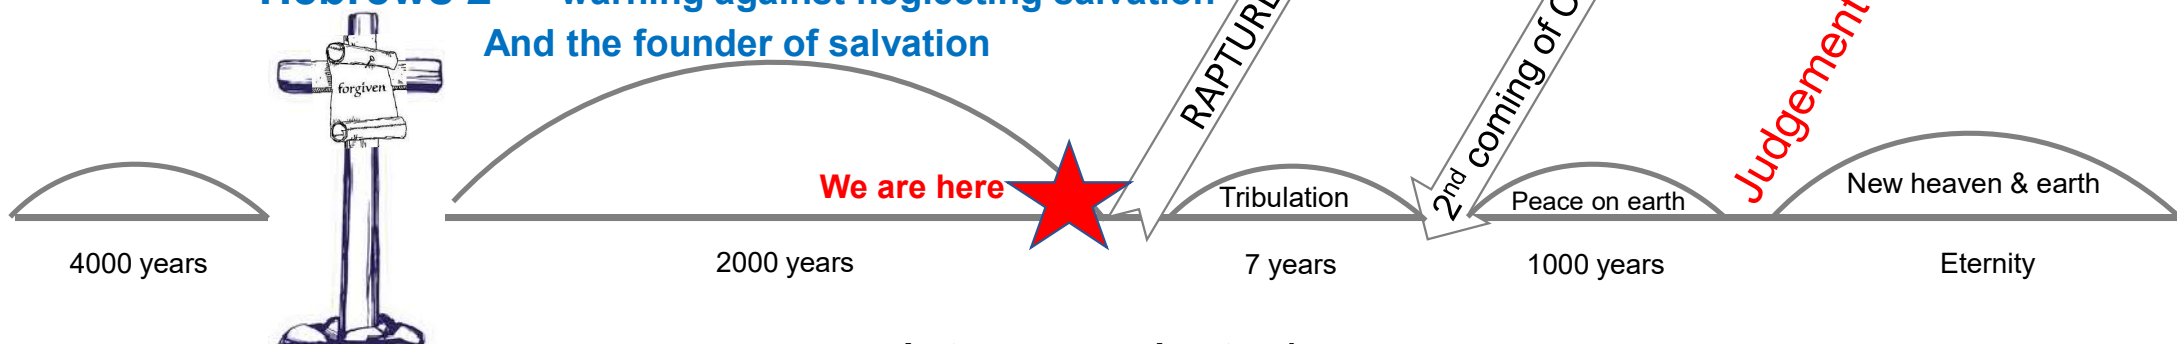 And the founder of salvation
forgiven
RAPTURE
2nd coming of C
Judgement
We are here
Tribulation
Peace on earth
New heaven & earth
4000 years
2000 years
7 years
1000 years
Eternity